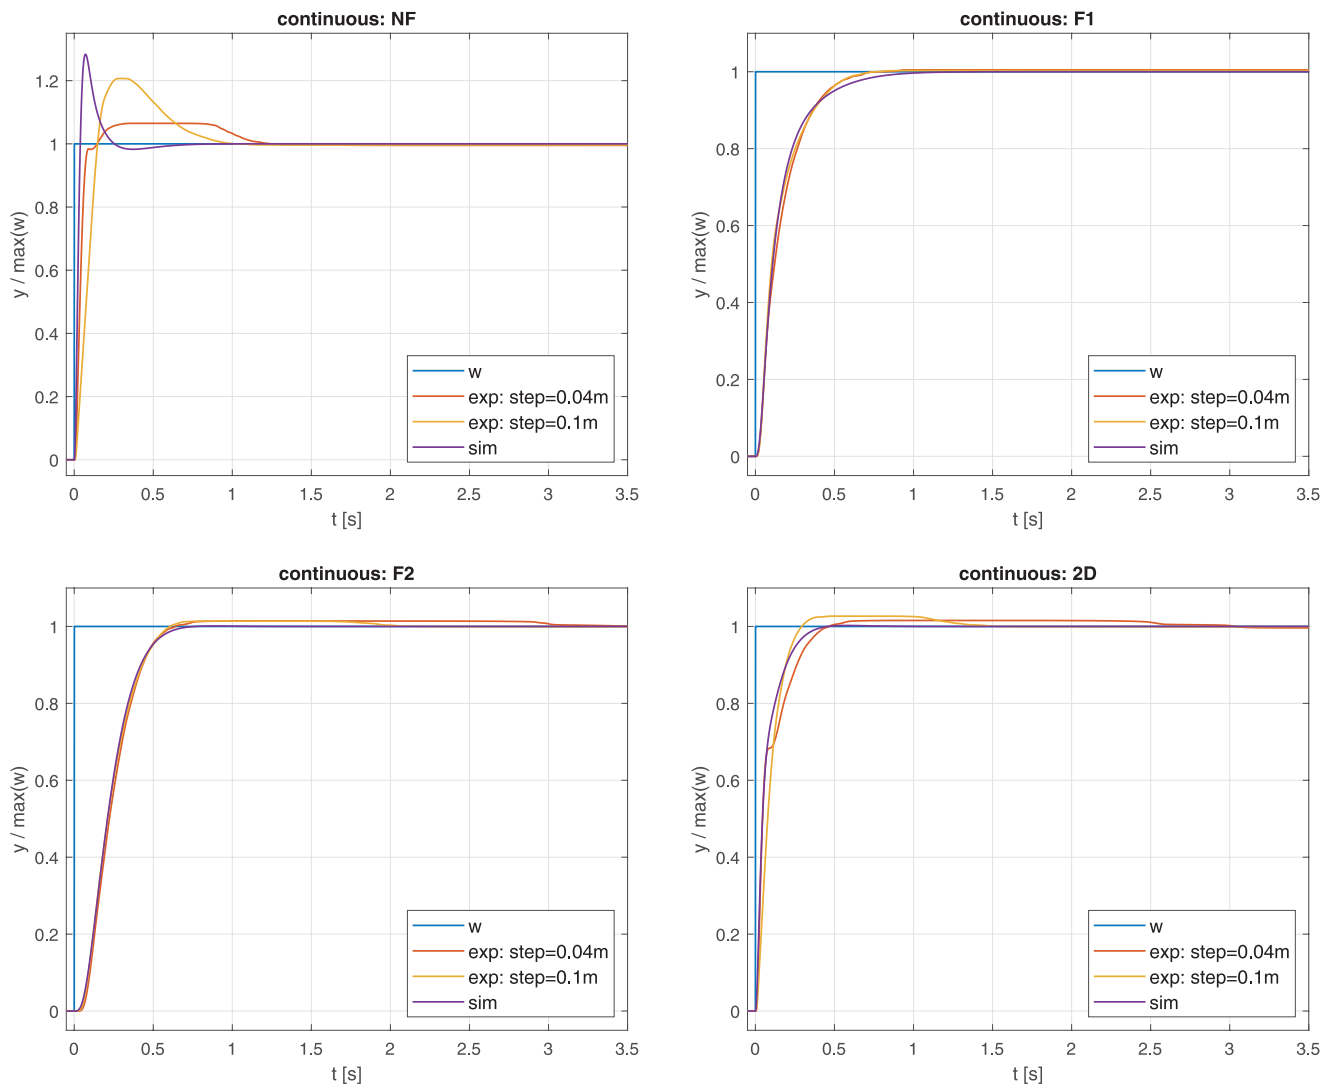 continuous: NF
y / max(w)
1.2
1
0.8
0.6
0.4
0.2
0
0 0.5 1 1.5 2 2.5 3 3.5
t [s]
w
exp: step=0.04m
exp: step=0.1m
sim
continuous: F1
y / max(w)
1
0.8
0.6
0.4
0.2
0
0 0.5 1 1.5 2 2.5 3 3.5
t [s]
w
exp: step=0.04m
exp: step=0.1m
sim
continuous: F2
y / max(w)
1
0.8
0.6
0.4
0.2
0
0 0.5 1 1.5 2 2.5 3 3.5
t [s]
w
exp: step=0.04m
exp: step=0.1m
sim
continuous: 2D
y / max(w)
1
0.8
0.6
0.4
0.2
0
0 0.5 1 1.5 2 2.5 3 3.5
t [s]
w
exp: step=0.04m
exp: step=0.1m
sim